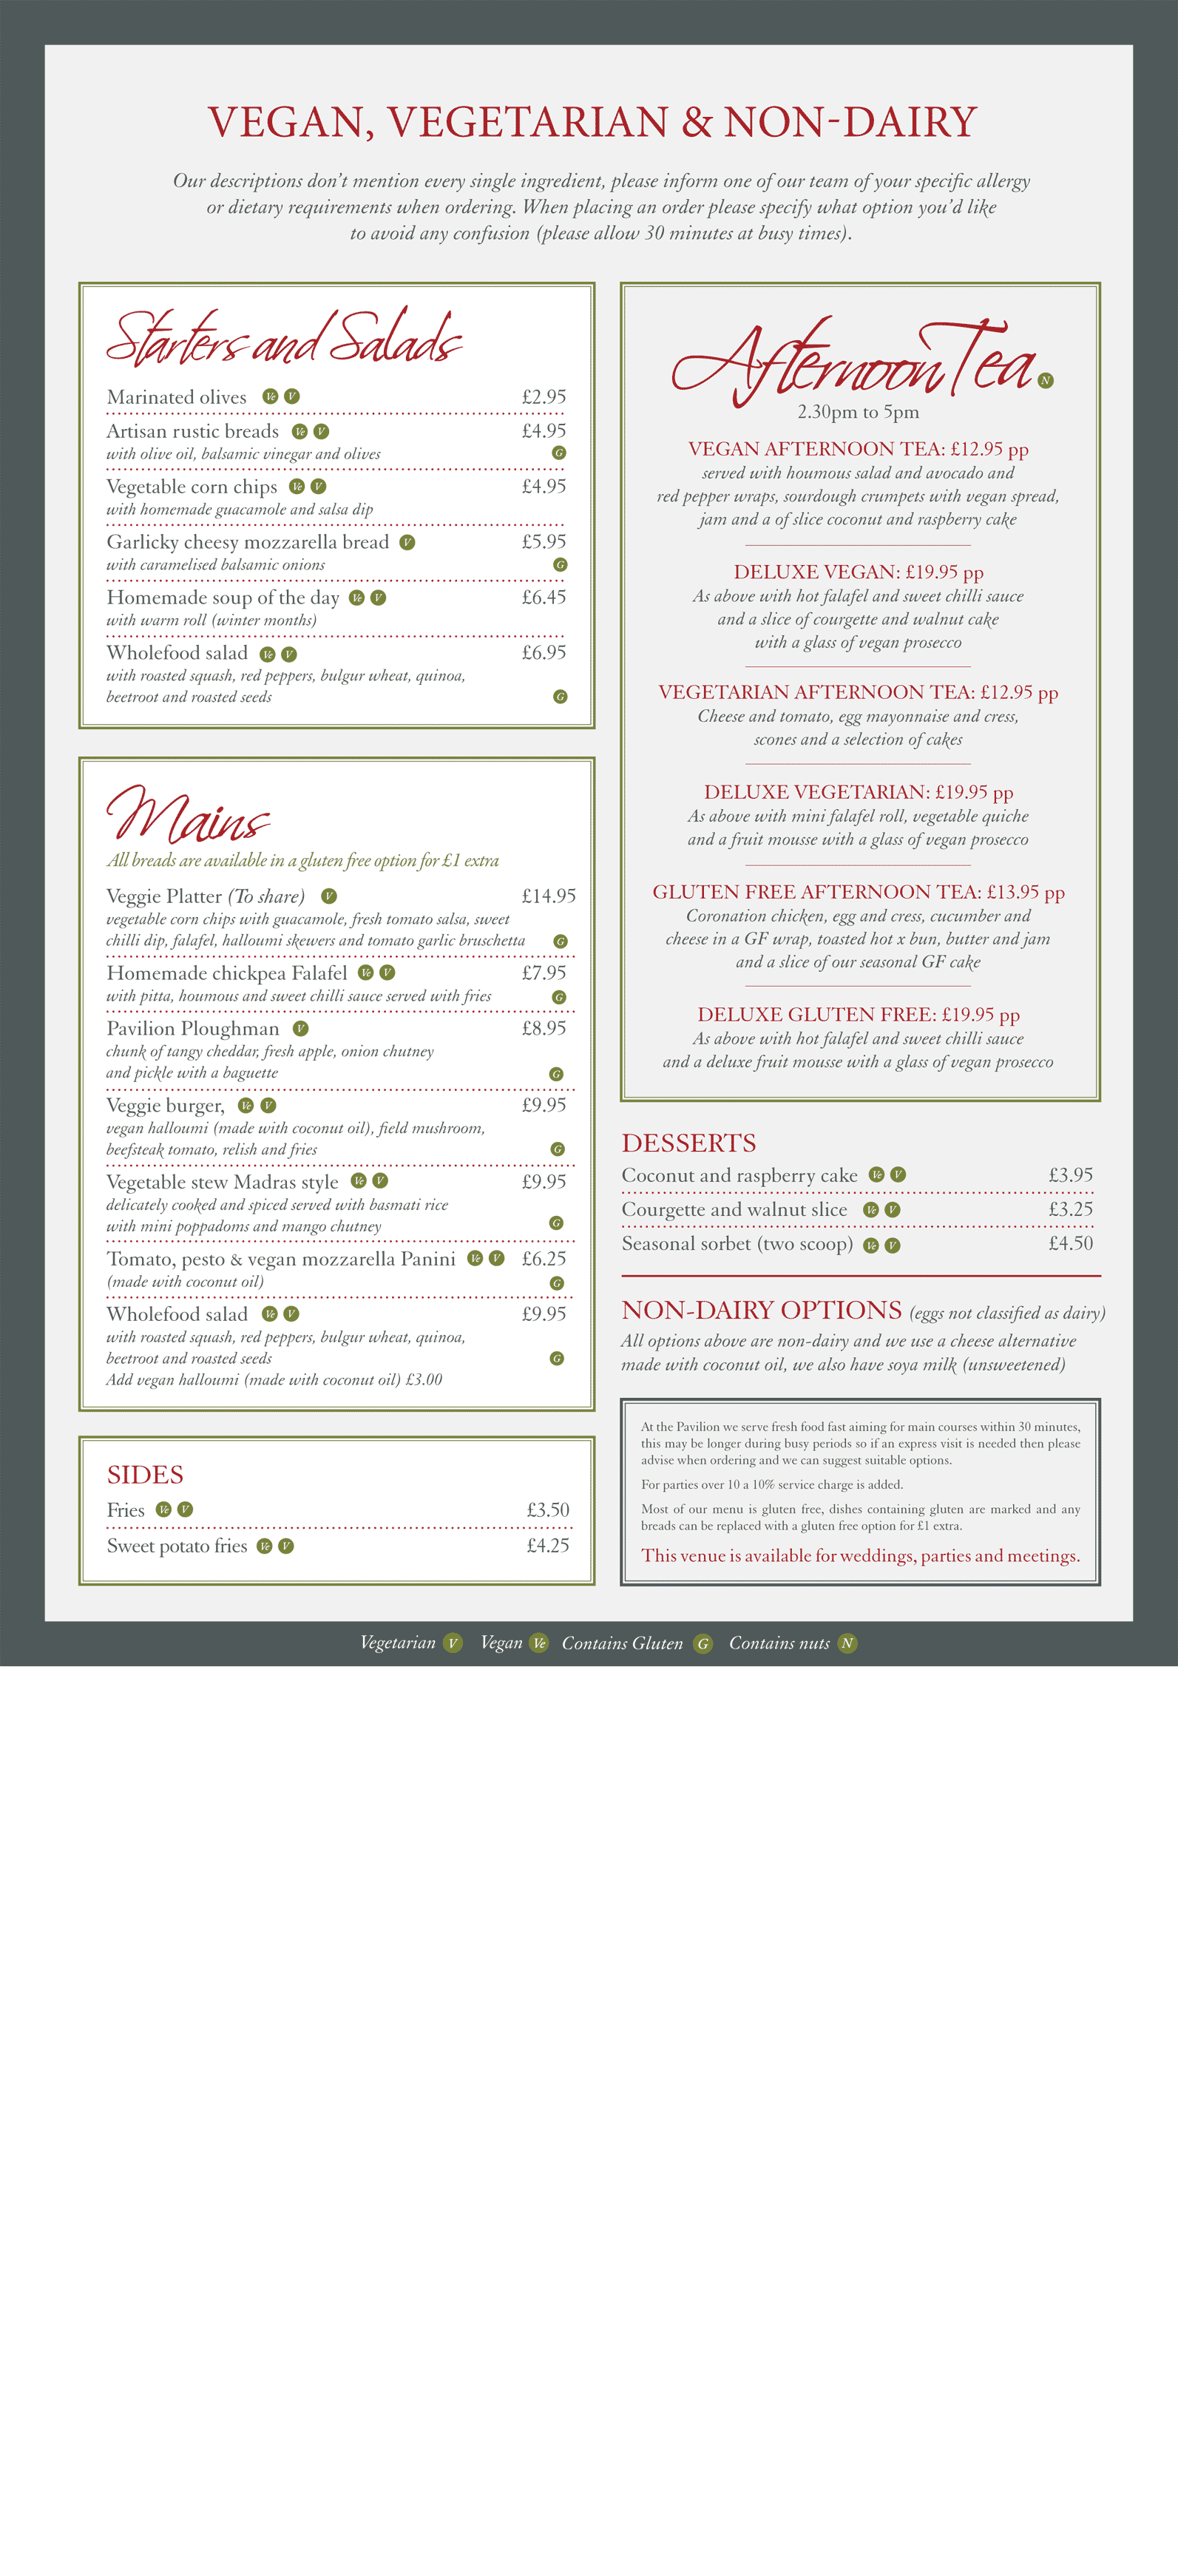 VEGAN, VEGETARIAN & NON-DAIRY
Our descriptions don't mention every single ingredient, please inform one of our team of your specific allergy
or dietary requirements when ordering. When placing an order please specify what option you'd like
to avoid any confusion (please allow 30 minutes at busy times).
Starters and Salads
Marinated olives Ve V £2.95
Artisan rustic breads Ve V £4.95
with olive oil, balsamic vinegar and olives G
Vegetable corn chips Ve V £4.95
with homemade guacamole and salsa dip
Garlicky cheesy mozzarella bread V £5.95
with caramelised balsamic onions G
Homemade soup of the day Ve V £6.45
with warm roll (winter months)
Wholefood salad Ve V £6.95
with roasted squash, red peppers, bulgur wheat, quinoa,
beetroot and roasted seeds G
Mains
All breads are available in a gluten free option for £1 extra
Veggie Platter (To share) V £14.95
vegetable corn chips with guacamole, fresh tomato salsa, sweet
chilli dip, falafel, halloumi skewers and tomato garlic bruschetta G
Homemade chickpea Falafel Ve V £7.95
with pitta, houmous and sweet chilli sauce served with fries G
Pavilion Ploughman V £8.95
chunk of tangy cheddar, fresh apple, onion chutney
and pickle with a baguette G
Veggie burger, Ve V £9.95
vegan halloumi (made with coconut oil), field mushroom,
beefsteak tomato, relish and fries G
Vegetable stew Madras style Ve V £9.95
delicately cooked and spiced served with basmati rice
with mini poppadoms and mango chutney G
Tomato, pesto & vegan mozzarella Panini Ve V £6.25
(made with coconut oil) G
Wholefood salad Ve V £9.95
with roasted squash, red peppers, bulgur wheat, quinoa,
beetroot and roasted seeds G
Add vegan halloumi (made with coconut oil) £3.00
SIDES
Fries Ve V £3.50
Sweet potato fries Ve V £4.25
Afternoon Tea N
2.30pm to 5pm
VEGAN AFTERNOON TEA: £12.95 pp
served with houmous salad and avocado and
red pepper wraps, sourdough crumpets with vegan spread,
jam and a of slice coconut and raspberry cake
DELUXE VEGAN: £19.95 pp
As above with hot falafel and sweet chilli sauce
and a slice of courgette and walnut cake
with a glass of vegan prosecco
VEGETARIAN AFTERNOON TEA: £12.95 pp
Cheese and tomato, egg mayonnaise and cress,
scones and a selection of cakes
DELUXE VEGETARIAN: £19.95 pp
As above with mini falafel roll, vegetable quiche
and a fruit mousse with a glass of vegan prosecco
GLUTEN FREE AFTERNOON TEA: £13.95 pp
Coronation chicken, egg and cress, cucumber and
cheese in a GF wrap, toasted hot x bun, butter and jam
and a slice of our seasonal GF cake
DELUXE GLUTEN FREE: £19.95 pp
As above with hot falafel and sweet chilli sauce
and a deluxe fruit mousse with a glass of vegan prosecco
DESSERTS
Coconut and raspberry cake Ve V £3.95
Courgette and walnut slice Ve V £3.25
Seasonal sorbet (two scoop) Ve V £4.50
NON-DAIRY OPTIONS (eggs not classified as dairy)
All options above are non-dairy and we use a cheese alternative
made with coconut oil, we also have soya milk (unsweetened)
At the Pavilion we serve fresh food fast aiming for main courses within 30 minutes,
this may be longer during busy periods so if an express visit is needed then please
advise when ordering and we can suggest suitable options.
For parties over 10 a 10% service charge is added.
Most of our menu is gluten free, dishes containing gluten are marked and any
breads can be replaced with a gluten free option for £1 extra.
This venue is available for weddings, parties and meetings.
Vegetarian V Vegan Ve Contains Gluten G Contains nuts N